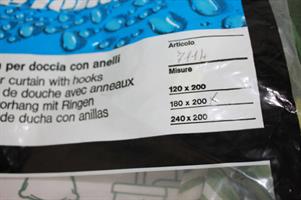 per doccia con anelli
curtain with hooks
de douche avec anneaux
orhang mit Ringen
de ducha con anillas
Articolo
Misure
120 x 200
180 x 200
240 x 200